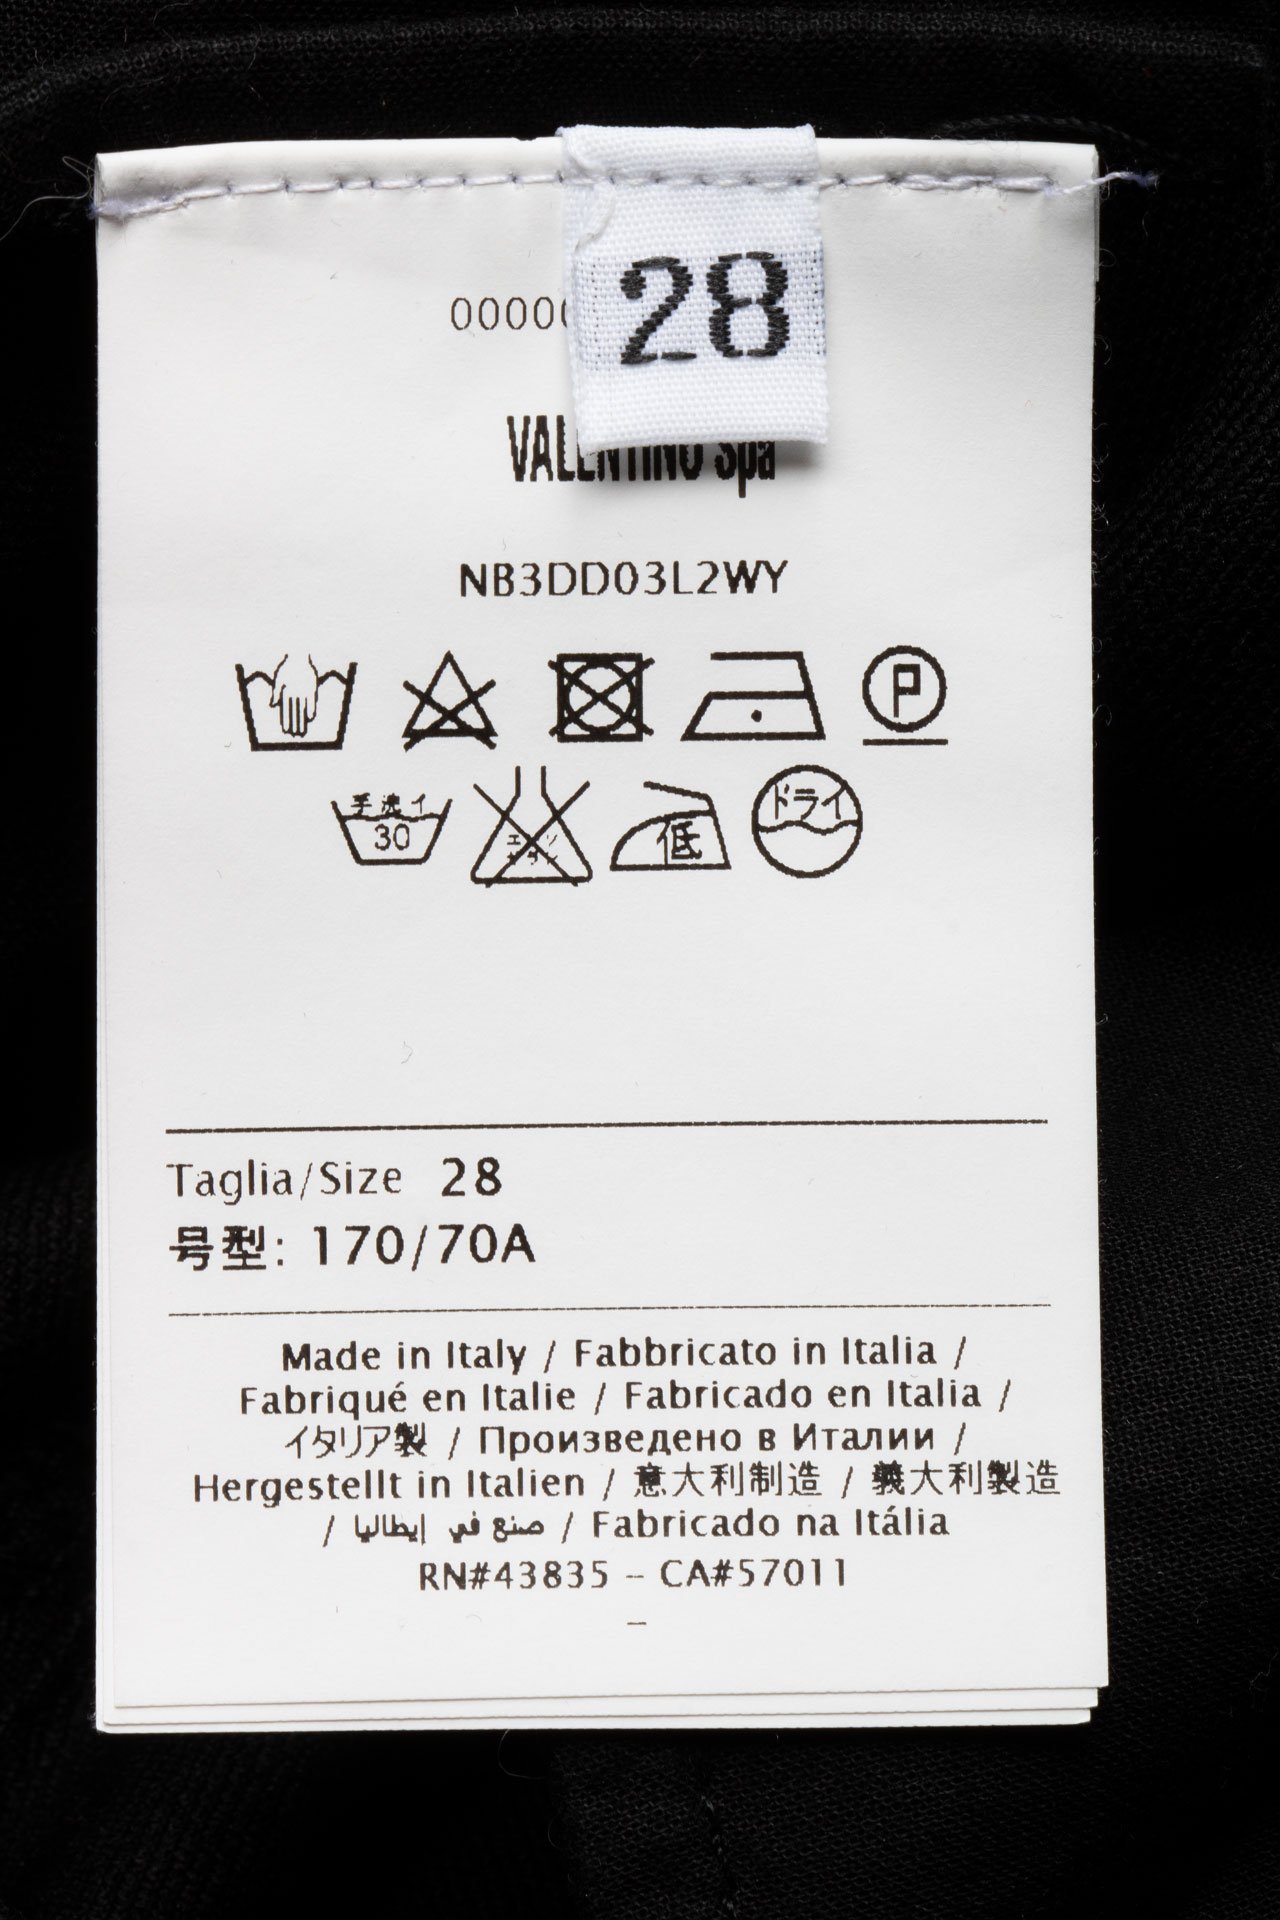 28
VALENTINO Spa
NB3DD03L2WY
P
手洗イ ドライ
30 低
Taglia/Size 28
号型: 170/70A
Made in Italy / Fabbricato in Italia /
Fabriqué en Italie / Fabricado en Italia /
イタリア製 / Произведено в Италии /
Hergestellt in Italien / 意大利制造 / 義大利製造
/ صنع في إيطاليا / Fabricado na Itália
RN#43835 – CA#57011
–